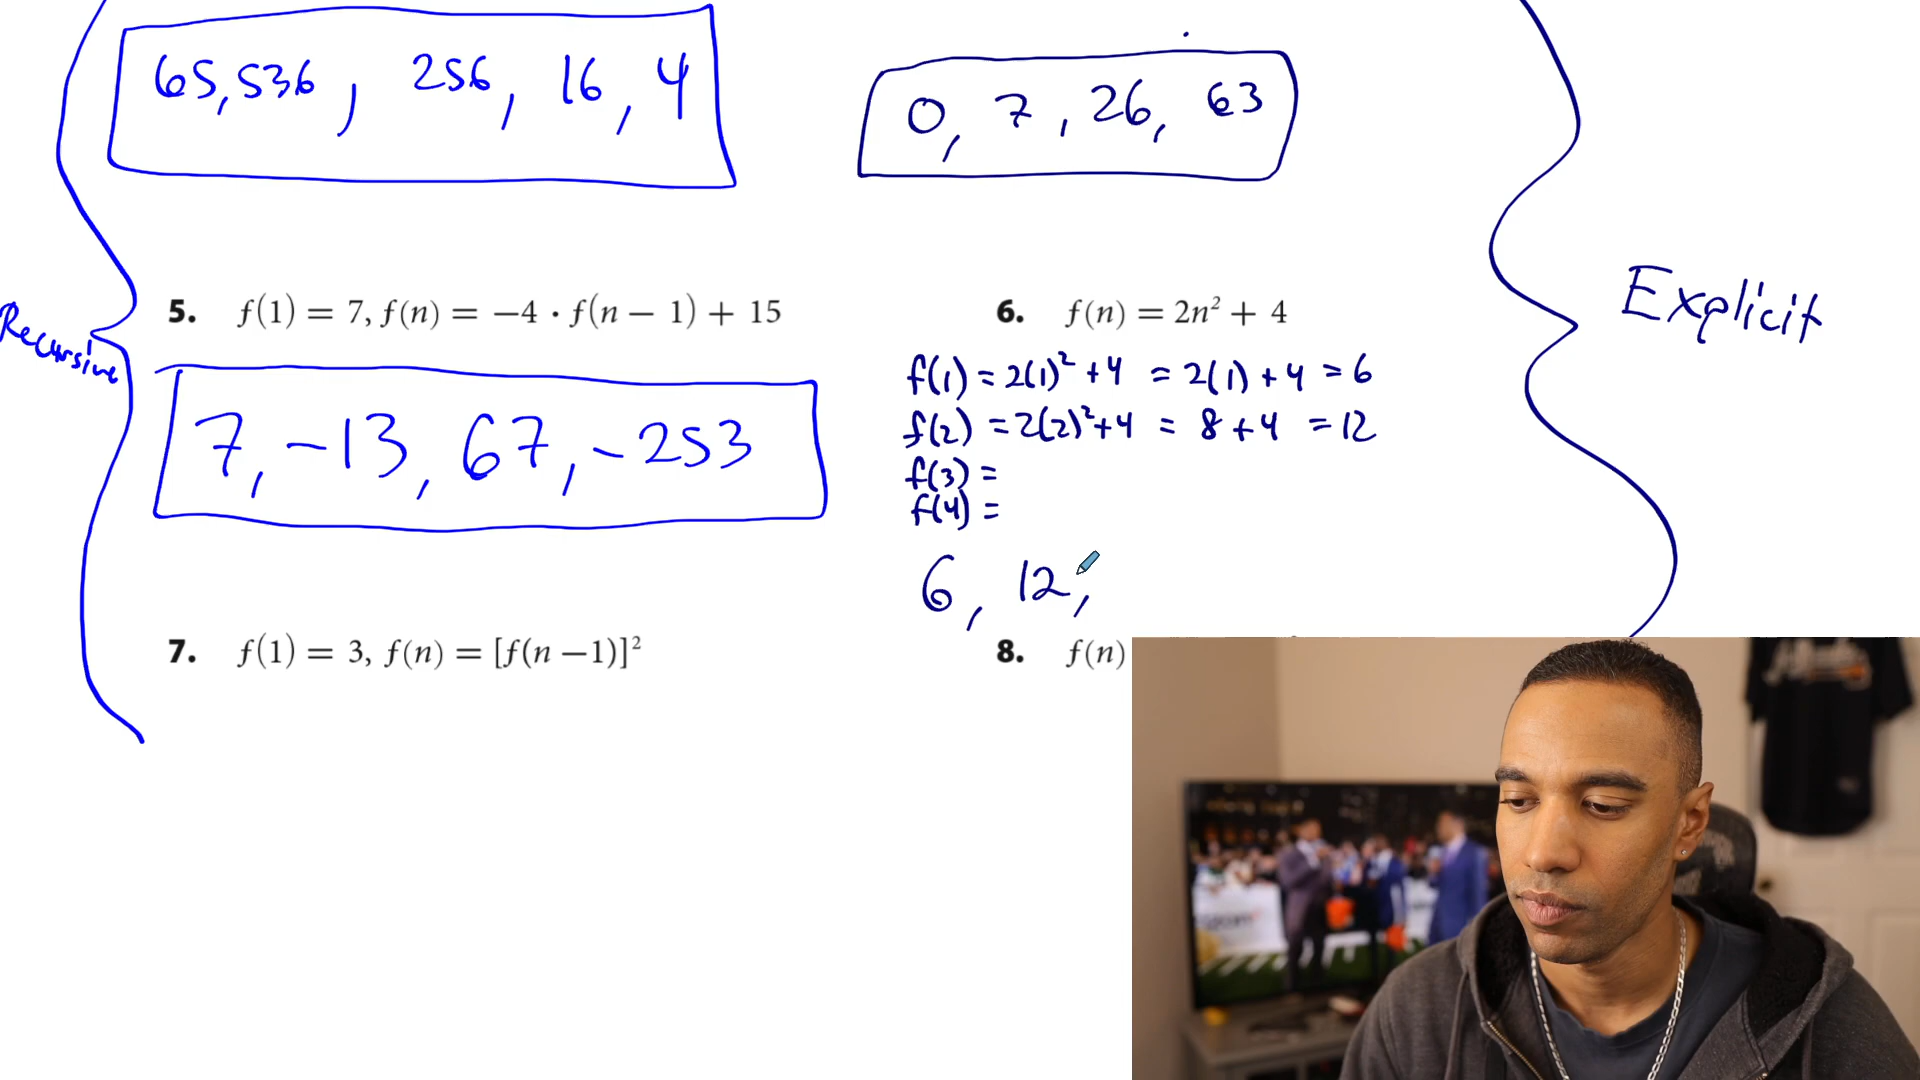 65,536, 256, 16, 4
0, 7, 26, 63
Recursive
Explicit
5. f(1) = 7, f(n) = −4 · f(n − 1) + 15
7, -13, 67, -253
6. f(n) = 2n² + 4
f(1) = 2(1)² + 4 = 2(1) + 4 = 6
f(2) = 2(2)² + 4 = 8 + 4 = 12
f(3) =
f(4) =
6, 12,
7. f(1) = 3, f(n) = [f(n −1)]²
8. f(n)